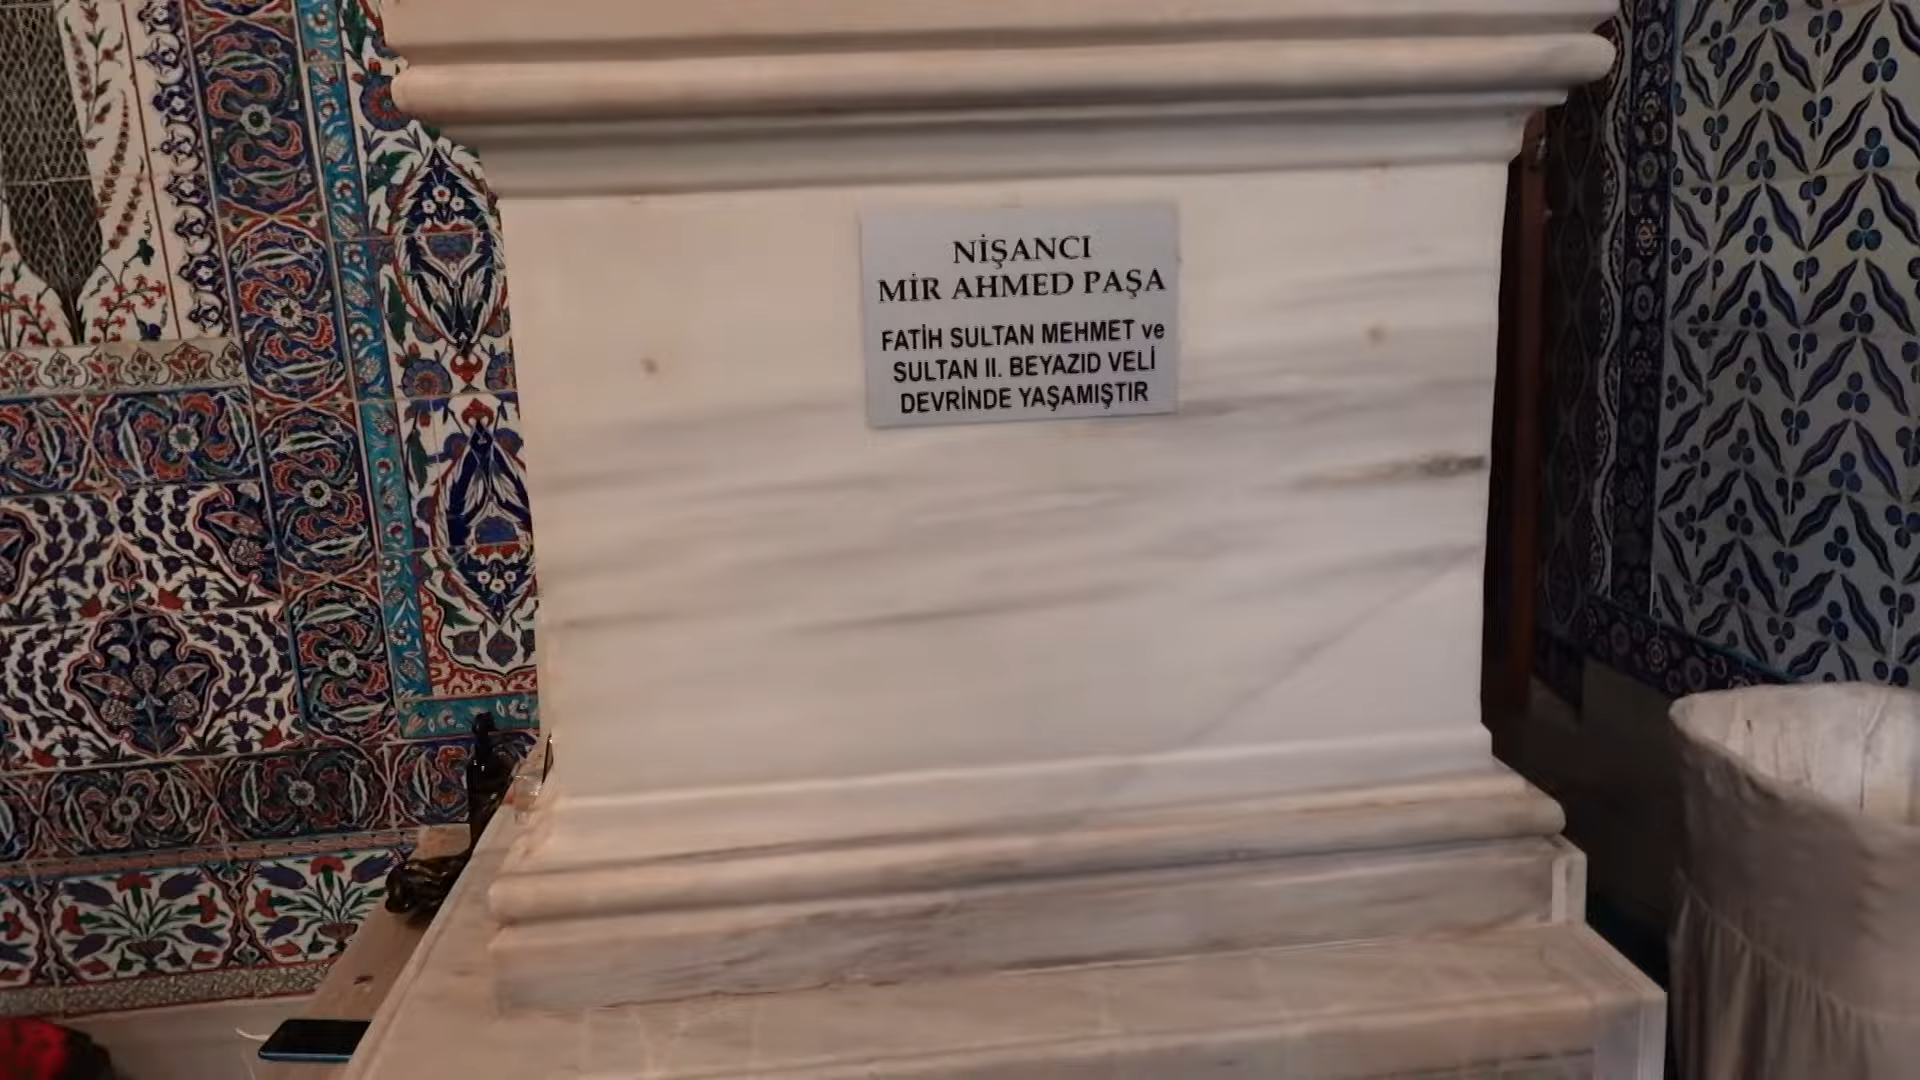 NİŞANCI
MİR AHMED PAŞA
FATİH SULTAN MEHMET ve
SULTAN II. BEYAZID VELİ
DEVRİNDE YAŞAMIŞTIR